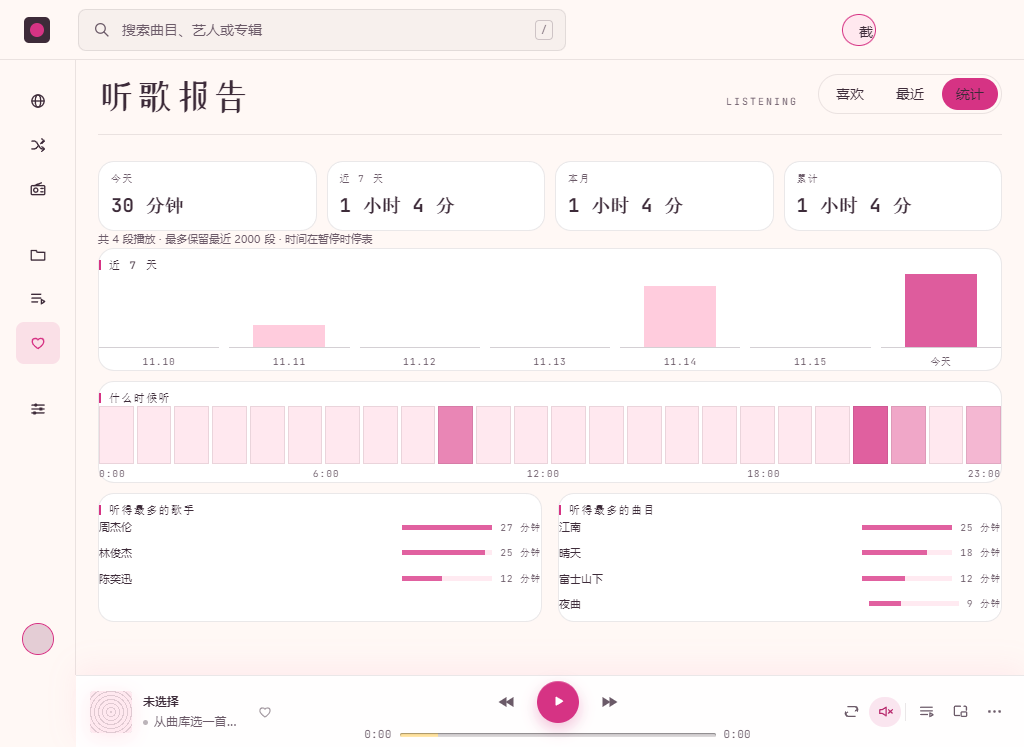 搜索曲目、艺人或专辑
/
截
听歌报告
LISTENING
喜欢
最近
统计
今天
30 分钟
近 7 天
1 小时 4 分
本月
1 小时 4 分
累计
1 小时 4 分
共 4 段播放 · 最多保留最近 2000 段 · 时间在暂停时停表
近 7 天
11.10
11.11
11.12
11.13
11.14
11.15
今天
什么时候听
0:00
6:00
12:00
18:00
23:00
听得最多的歌手
周杰伦
27 分钟
林俊杰
25 分钟
陈奕迅
12 分钟
听得最多的曲目
江南
25 分钟
晴天
18 分钟
富士山下
12 分钟
夜曲
9 分钟
未选择
从曲库选一首...
0:00
0:00